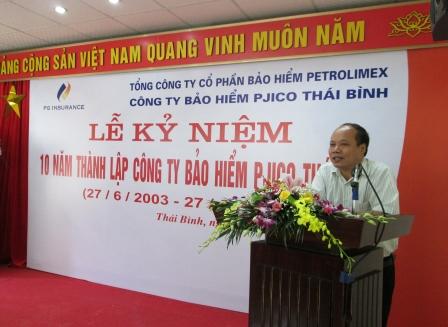 ĐẢNG CỘNG SẢN VIỆT NAM QUANG VINH MUÔN NĂM
PG INSURANCE
TỔNG CÔNG TY CỔ PHẦN BẢO HIỂM PETROLIMEX
CÔNG TY BẢO HIỂM PJICO THÁI BÌNH
LỄ KỶ NIỆM
10 NĂM THÀNH LẬP CÔNG TY BẢO HIỂM PJICO
(27 / 6 / 2003 - 27
Thái Bình,